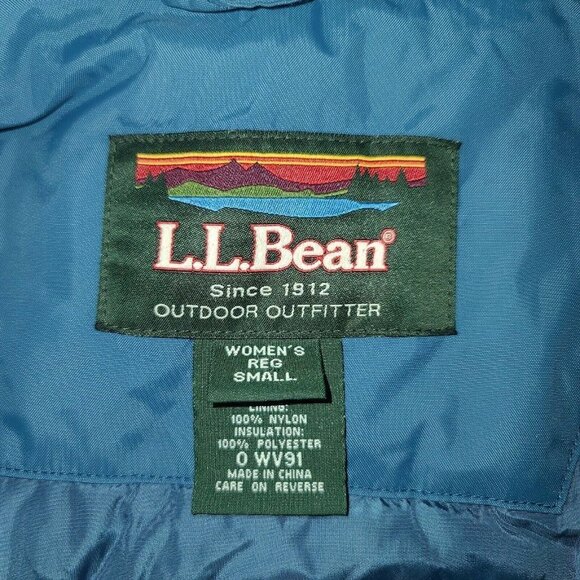 L.L.Bean®
Since 1912
OUTDOOR OUTFITTER
WOMEN'S
REG
SMALL
LINING:
100% NYLON
INSULATION:
100% POLYESTER
0 WV91
MADE IN CHINA
CARE ON REVERSE